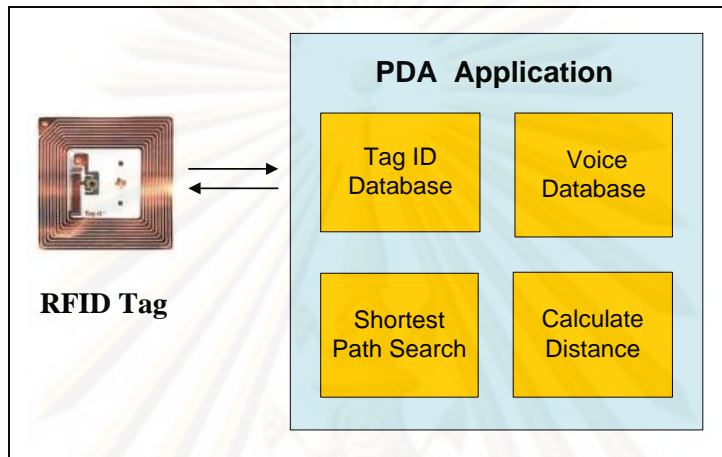 PDA Application
Tag ID
Database
Voice
Database
RFID Tag
Shortest
Path Search
Calculate
Distance